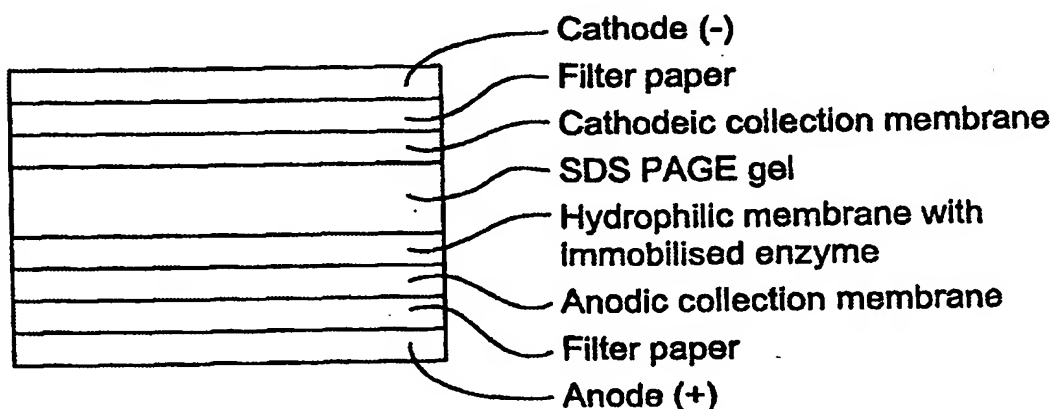 Cathode (-)
Filter paper
Cathodeic collection membrane
SDS PAGE gel
Hydrophilic membrane with
immobilised enzyme
Anodic collection membrane
Filter paper
Anode (+)